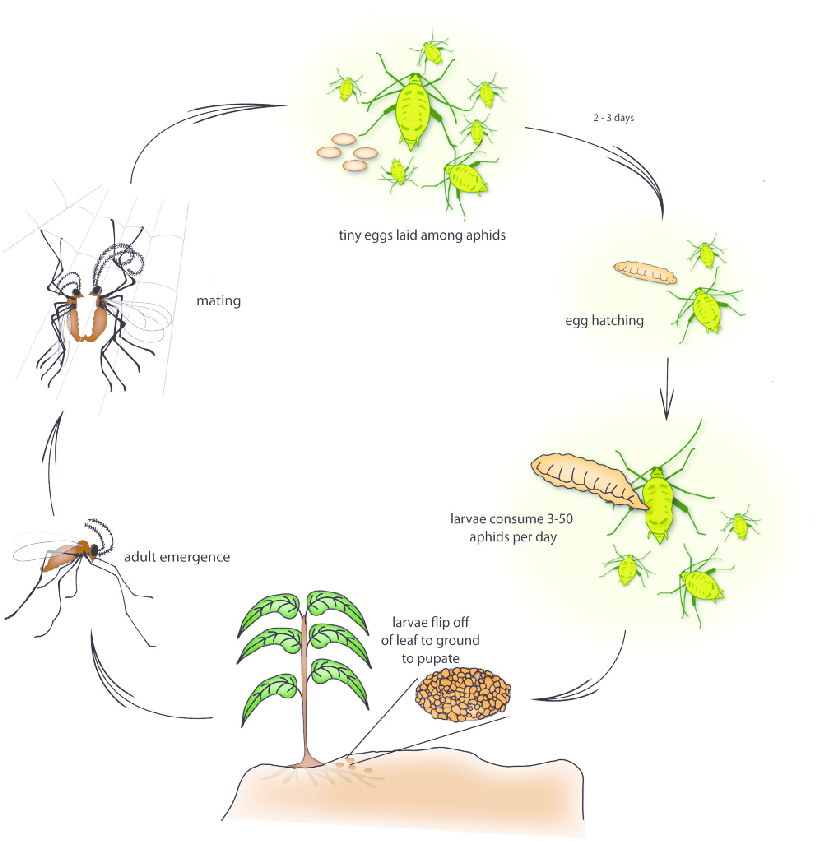 2 - 3 days
tiny eggs laid among aphids
mating
egg hatching
larvae consume 3-50
aphids per day
adult emergence
larvae flip off
of leaf to ground
to pupate